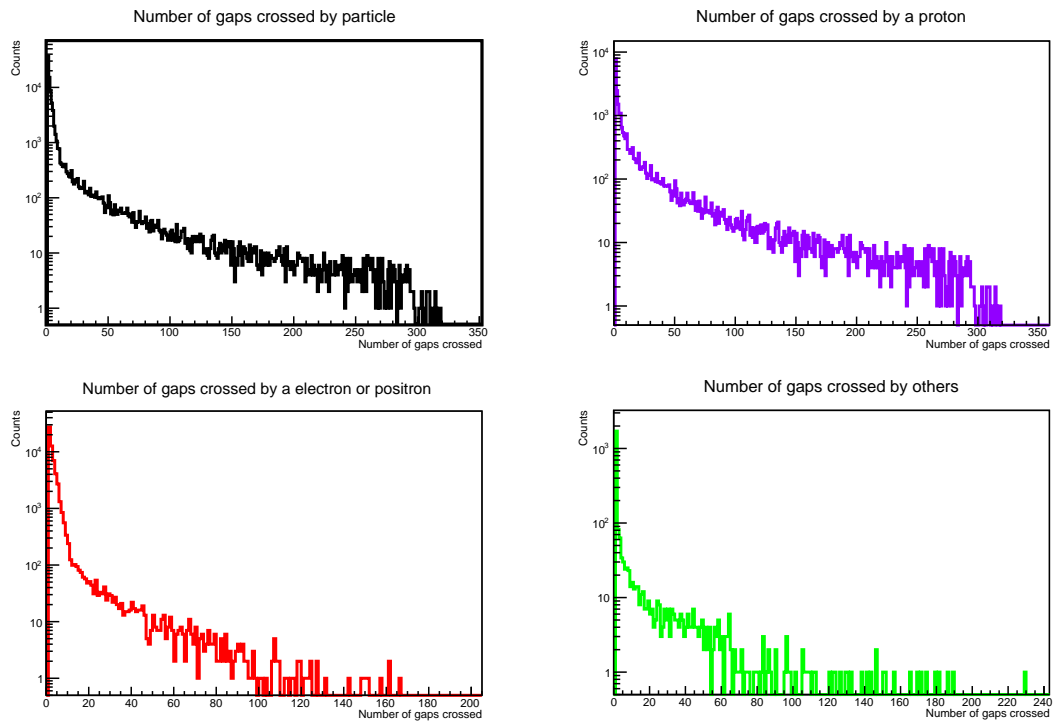 Number of gaps crossed by particle
Counts
10^4
10^3
10^2
10
1
0 50 100 150 200 250 300 350
Number of gaps crossed
Number of gaps crossed by a proton
Counts
10^4
10^3
10^2
10
1
0 50 100 150 200 250 300 350
Number of gaps crossed
Number of gaps crossed by a electron or positron
Counts
10^4
10^3
10^2
10
1
0 20 40 60 80 100 120 140 160 180 200
Number of gaps crossed
Number of gaps crossed by others
Counts
10^3
10^2
10
1
0 20 40 60 80 100 120 140 160 180 200 220 240
Number of gaps crossed